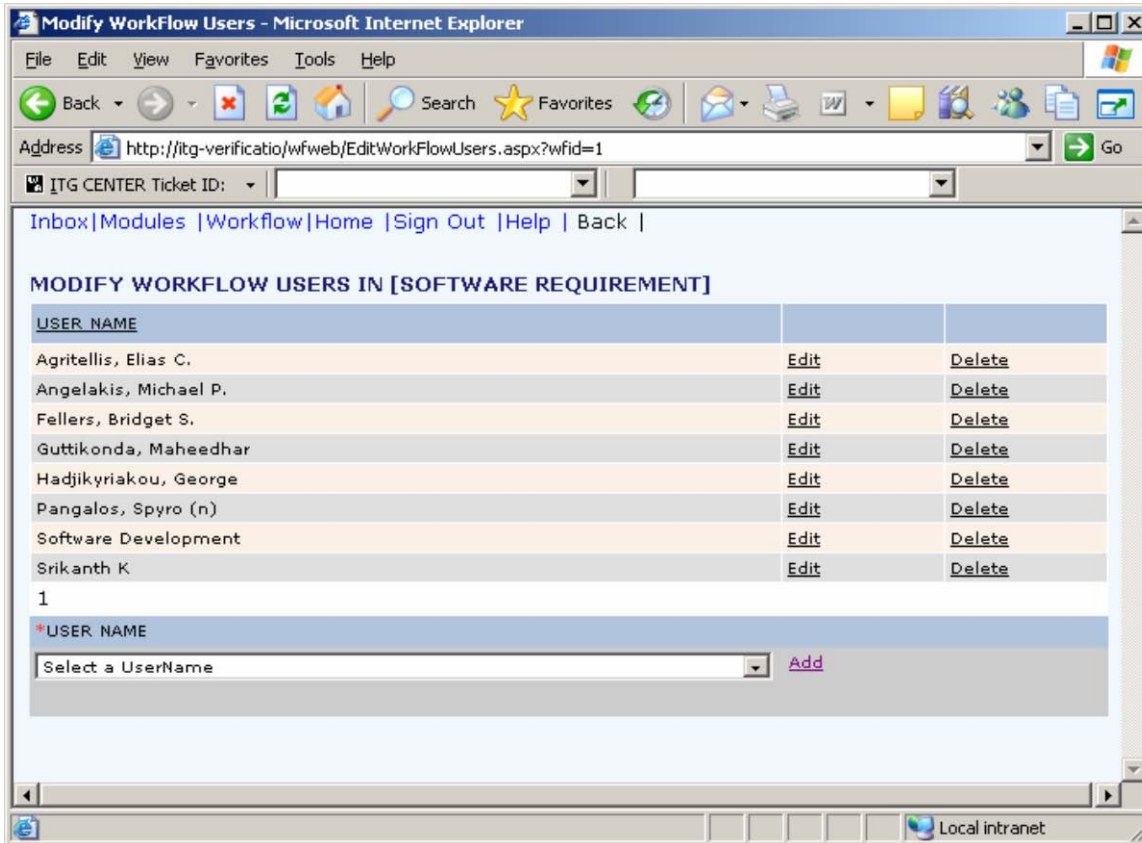 Modify WorkFlow Users - Microsoft Internet Explorer
File Edit View Favorites Tools Help
Back Search Favorites
Address http://itg-verificatio/wfweb/EditWorkFlowUsers.aspx?wfid=1 Go
ITG CENTER Ticket ID:
Inbox|Modules |Workflow|Home |Sign Out |Help | Back |
MODIFY WORKFLOW USERS IN [SOFTWARE REQUIREMENT]
USER NAME
Agritellis, Elias C. Edit Delete
Angelakis, Michael P. Edit Delete
Fellers, Bridget S. Edit Delete
Guttikonda, Maheedhar Edit Delete
Hadjikyriakou, George Edit Delete
Pangalos, Spyro (n) Edit Delete
Software Development Edit Delete
Srikanth K Edit Delete
1
*USER NAME
Select a UserName Add
Local intranet